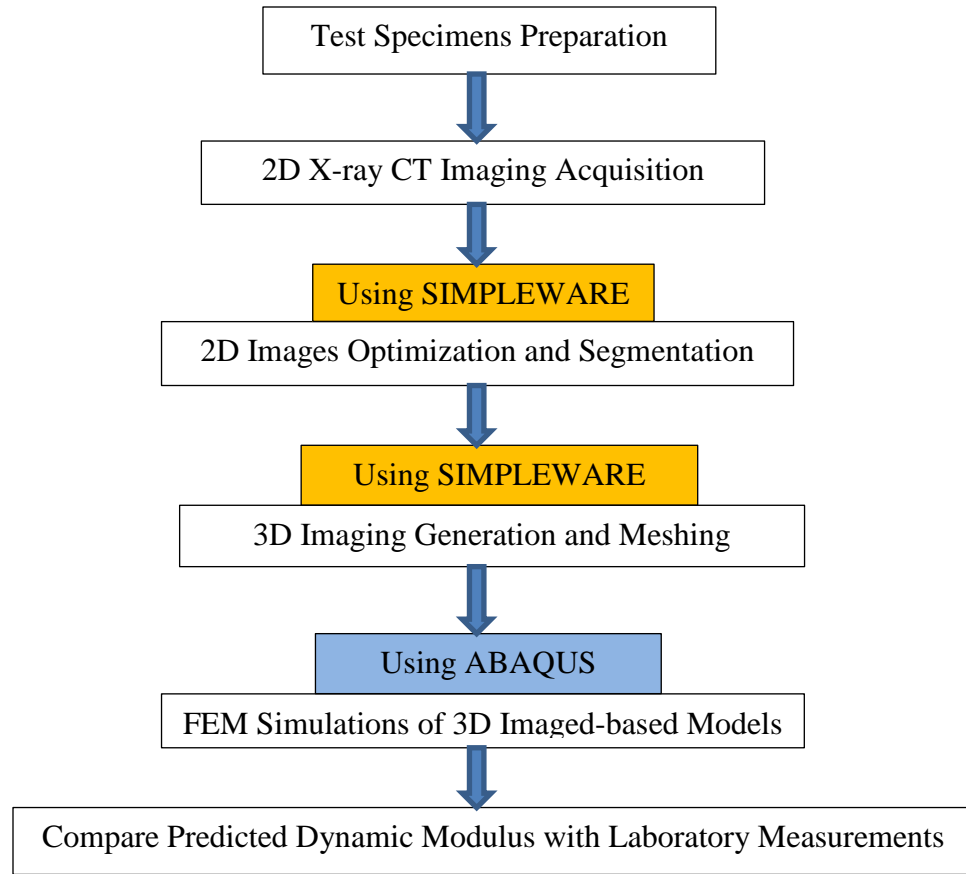 Test Specimens Preparation
2D X-ray CT Imaging Acquisition
Using SIMPLEWARE
2D Images Optimization and Segmentation
Using SIMPLEWARE
3D Imaging Generation and Meshing
Using ABAQUS
FEM Simulations of 3D Imaged-based Models
Compare Predicted Dynamic Modulus with Laboratory Measurements